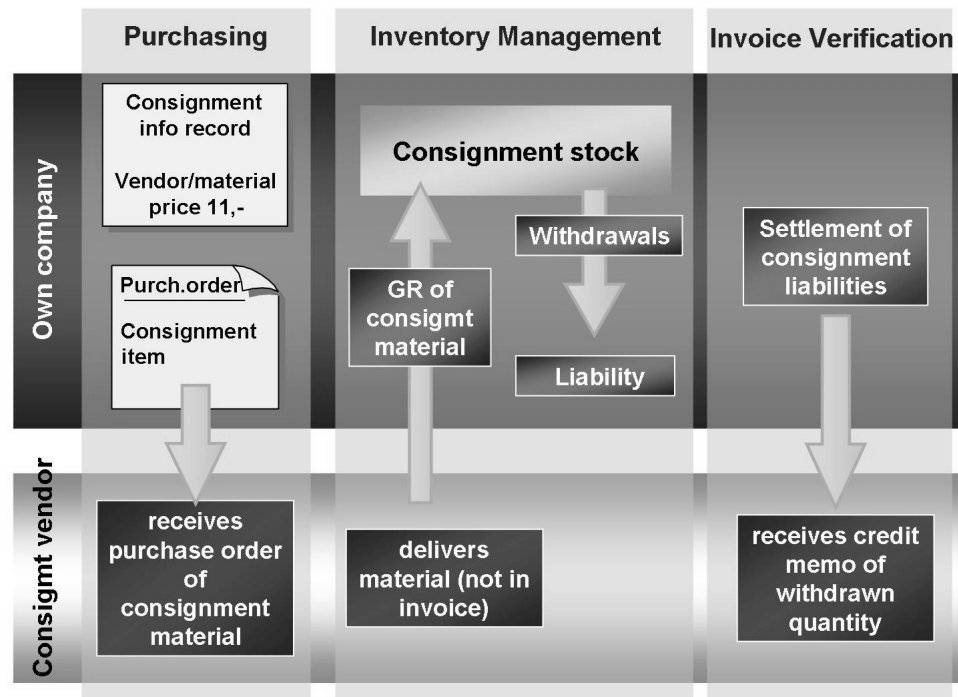 Purchasing
Inventory Management
Invoice Verification
Own company
Consignment
info record
Vendor/material
price 11,-
Purch.order
Consignment
item
Consignment stock
GR of
consigmt
material
Withdrawals
Liability
Settlement of
consignment
liabilities
Consigmt vendor
receives
purchase order
of
consignment
material
delivers
material (not in
invoice)
receives credit
memo of
withdrawn
quantity